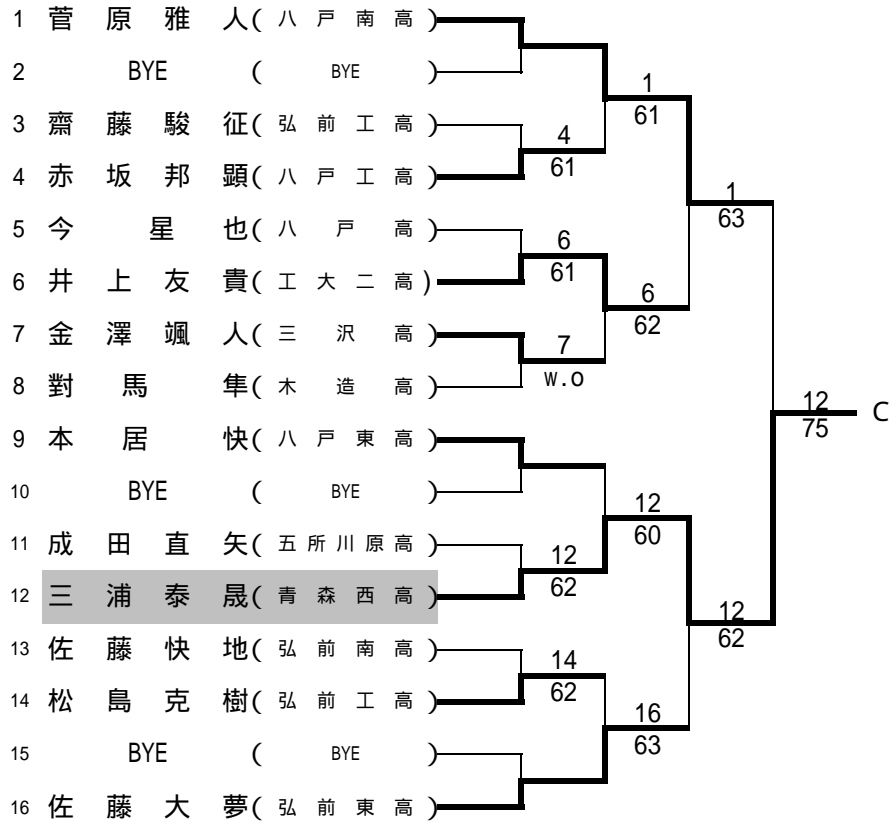 1 菅原雅人(八戸南高)
2 BYE (BYE)
3 齋藤駿征(弘前工高)
4 赤坂邦顕(八戸工高)
5 今星也(八戸高)
6 井上友貴(工大二高)
7 金澤颯人(三沢高)
8 對馬隼(木造高)
9 本居快(八戸東高)
10 BYE (BYE)
11 成田直矢(五所川原高)
12 三浦泰晟(青森西高)
13 佐藤快地(弘前南高)
14 松島克樹(弘前工高)
15 BYE (BYE)
16 佐藤大夢(弘前東高)
4
61
6
61
7
w.o
12
62
14
62
1
61
6
62
12
60
16
63
1
63
12
62
12
75
C